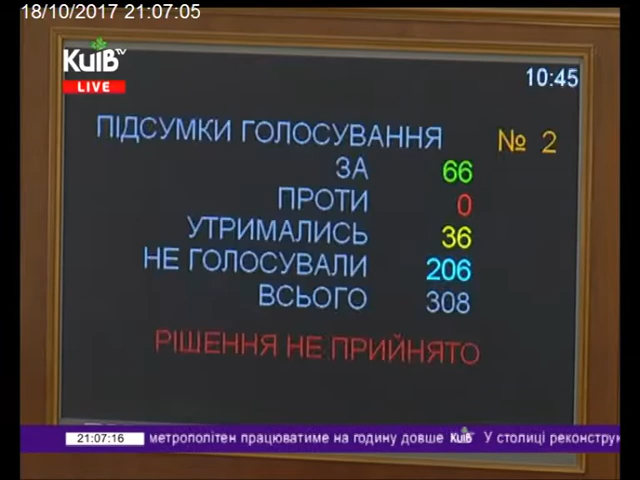 18/10/2017 21:07:05
КиЇВ TV
LIVE
10:45
ПІДСУМКИ ГОЛОСУВАННЯ № 2
ЗА 66
ПРОТИ 0
УТРИМАЛИСЬ 36
НЕ ГОЛОСУВАЛИ 206
ВСЬОГО 308
РІШЕННЯ НЕ ПРИЙНЯТО
21:07:16 метрополітен працюватиме на годину довше КиЇВ У столиці реконструк